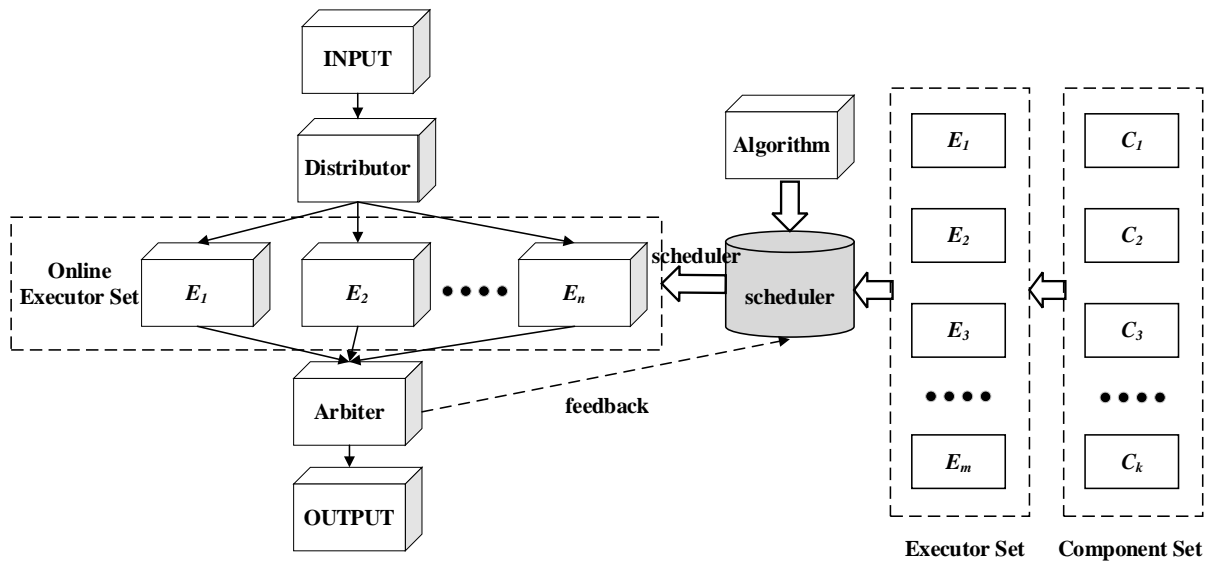 INPUT
Distributor
Online
Executor Set
E1
E2
En
Arbiter
OUTPUT
feedback
scheduler
Algorithm
scheduler
E1
E2
E3
Em
Executor Set
C1
C2
C3
Ck
Component Set